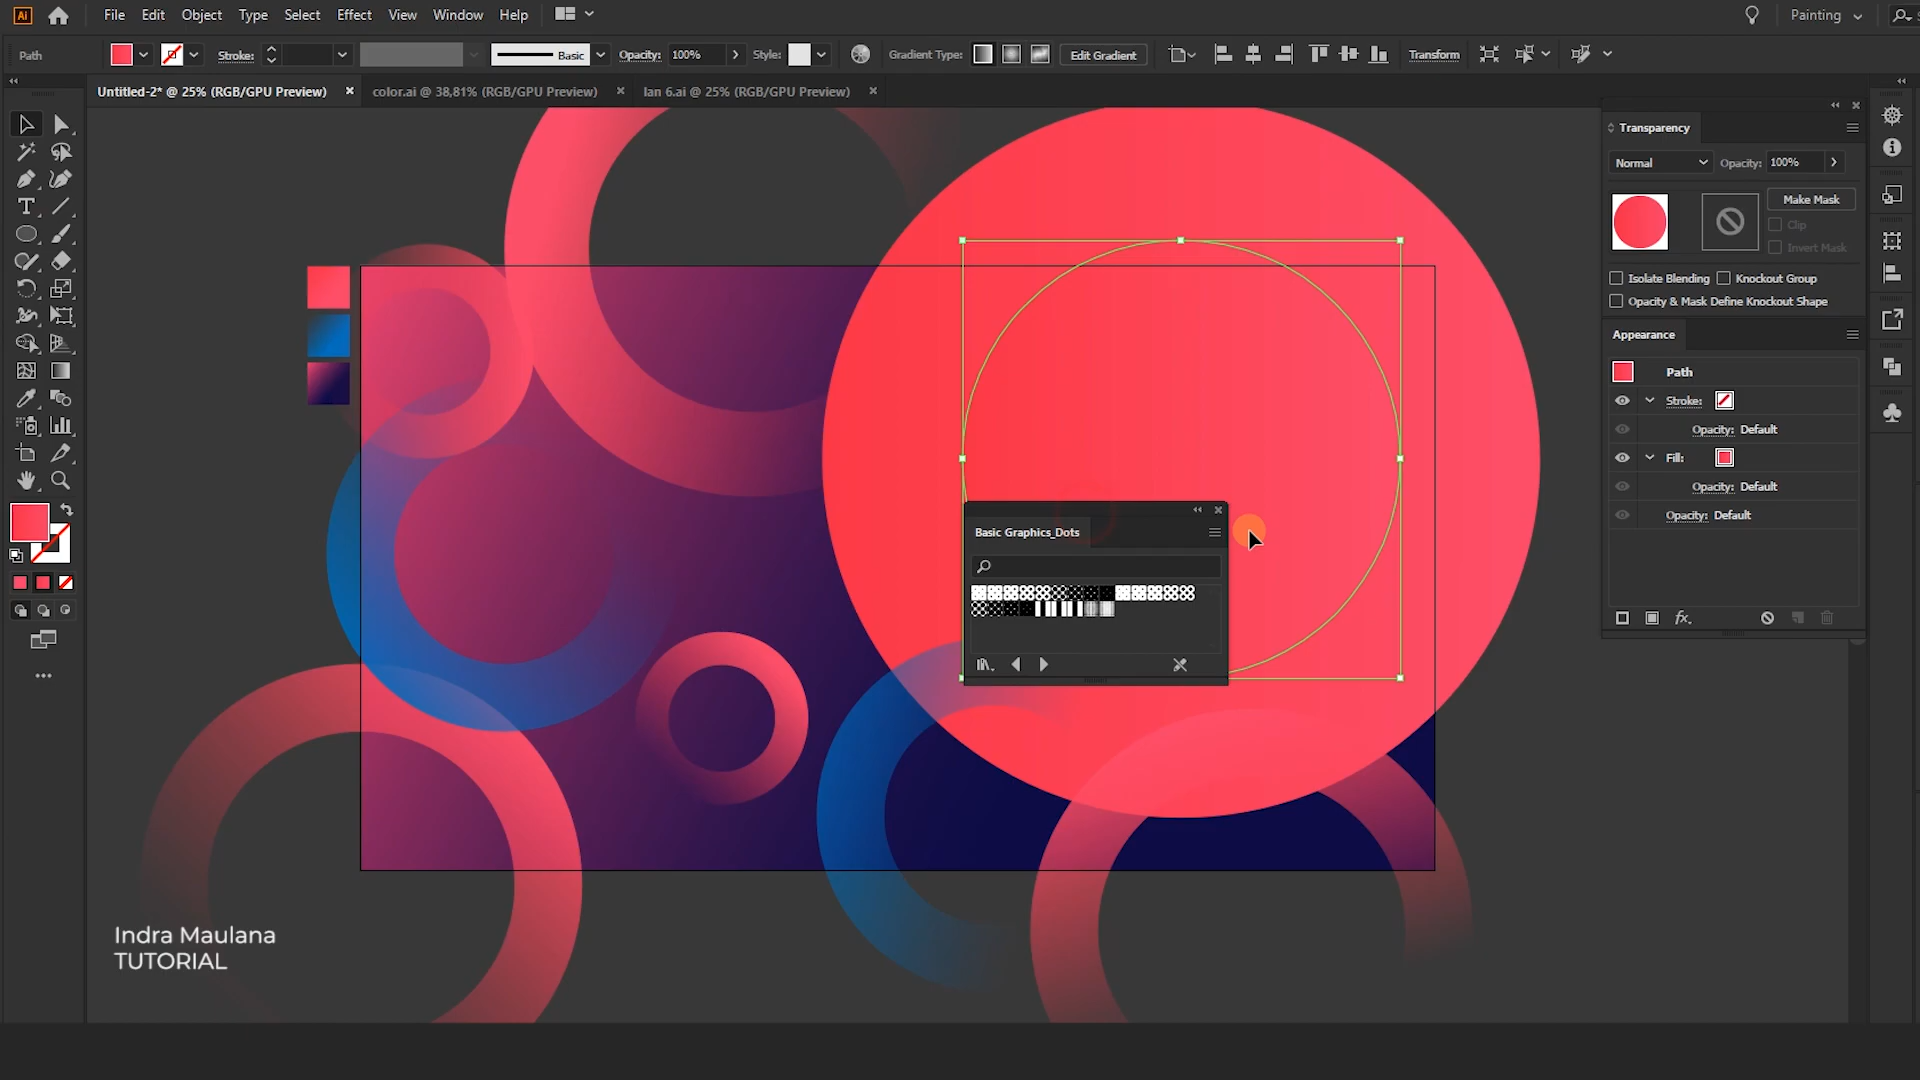 Ai File Edit Object Type Select Effect View Window Help Painting
Path Stroke: Basic Opacity: 100% Style: Gradient Type: Edit Gradient Transform
Untitled-2* @ 25% (RGB/GPU Preview) color.ai @ 38,81% (RGB/GPU Preview) lan 6.ai @ 25% (RGB/GPU Preview)
Transparency
Normal Opacity: 100%
Make Mask
Clip
Invert Mask
Isolate Blending Knockout Group
Opacity & Mask Define Knockout Shape
Appearance
Path
Stroke:
Opacity: Default
Fill:
Opacity: Default
Opacity: Default
fx.
Basic Graphics_Dots
Indra Maulana
TUTORIAL